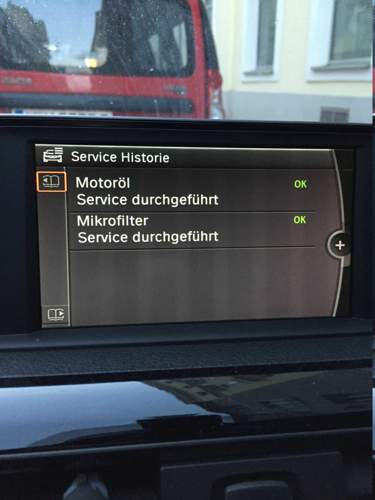 Service Historie
Motoröl OK
Service durchgeführt
Mikrofilter OK
Service durchgeführt